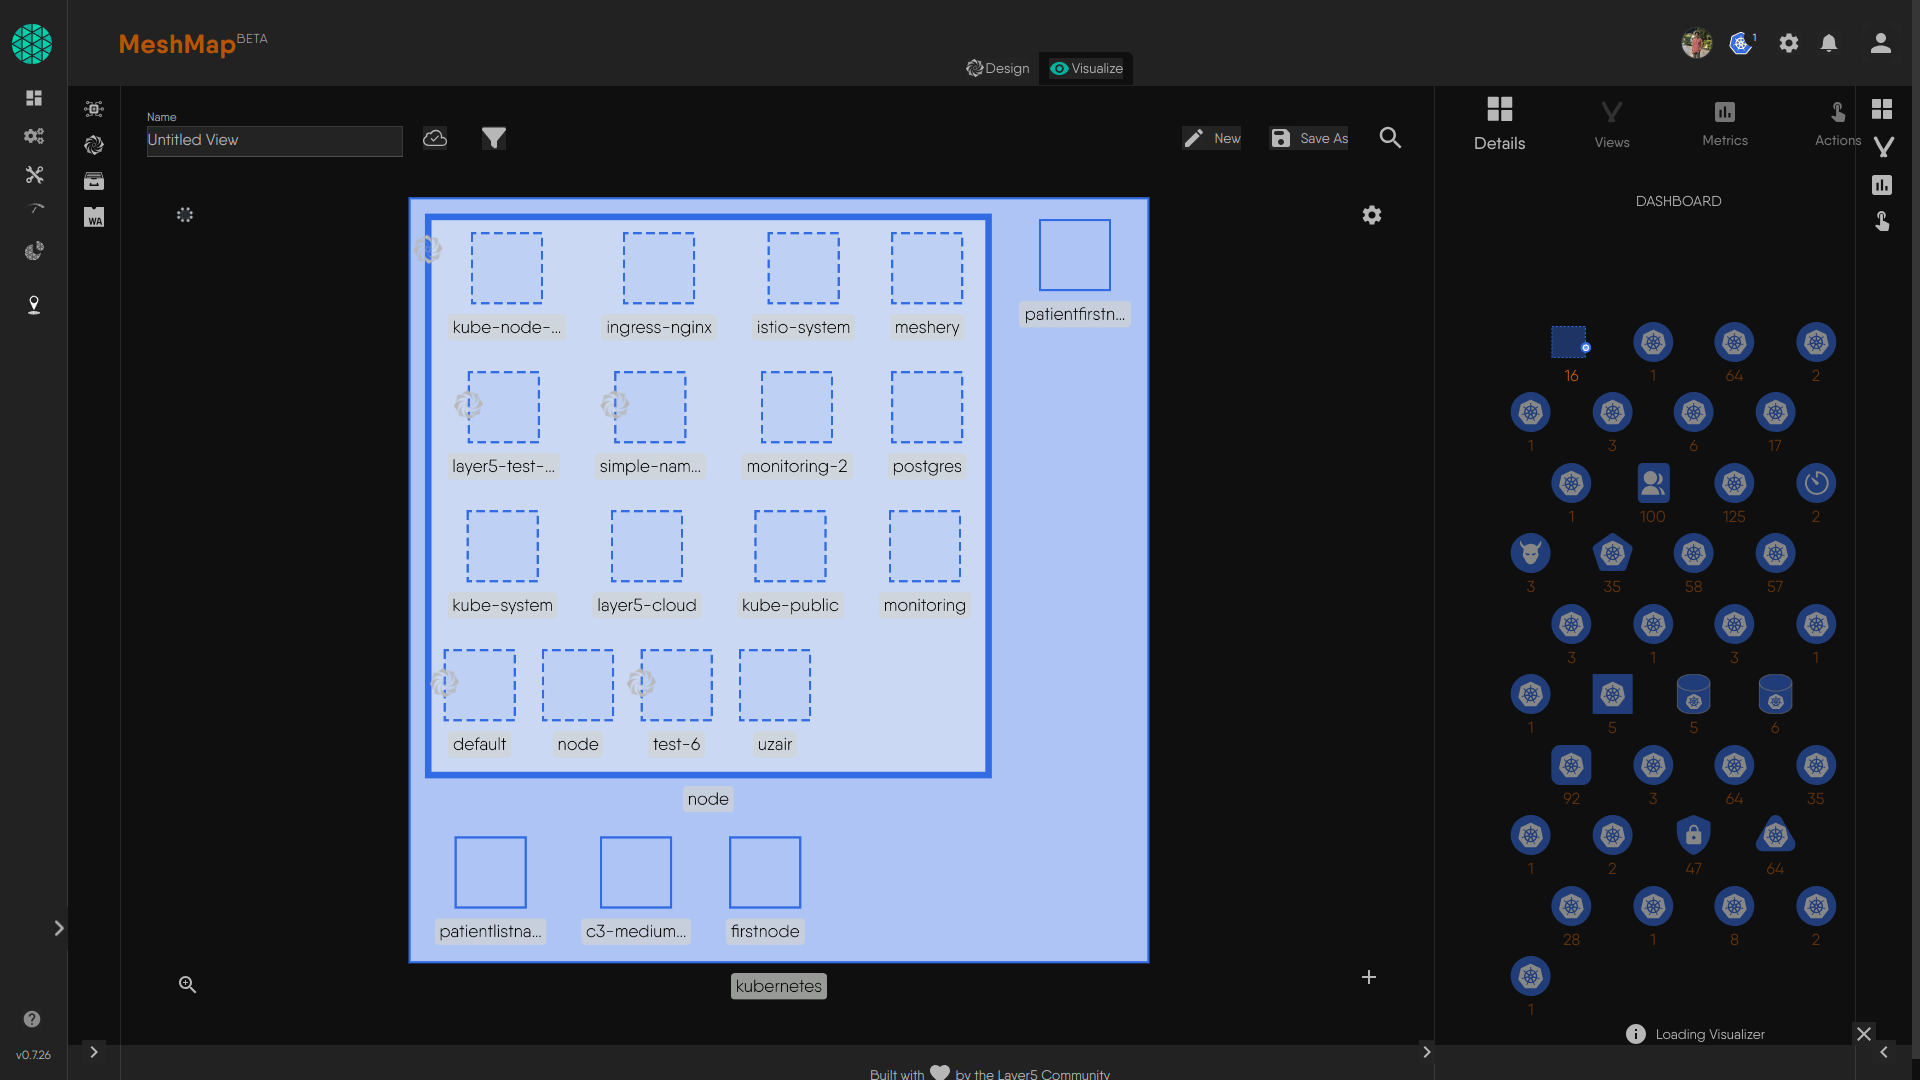 MeshMap BETA
1
Design
Visualize
Name
Untitled View
New
Save As
Details
Views
Metrics
Actions
DASHBOARD
WA
kube-node-...
ingress-nginx
istio-system
meshery
patientfirstn...
layer5-test-...
simple-nam...
monitoring-2
postgres
kube-system
layer5-cloud
kube-public
monitoring
default
node
test-6
uzair
node
patientlistna...
c3-medium...
firstnode
kubernetes
16
1
64
2
1
3
6
17
1
100
125
2
3
35
58
57
3
1
3
1
1
5
5
6
92
3
64
35
1
2
47
64
28
1
8
2
1
Loading Visualizer
v0.7.26
Built with by the Layer5 Community